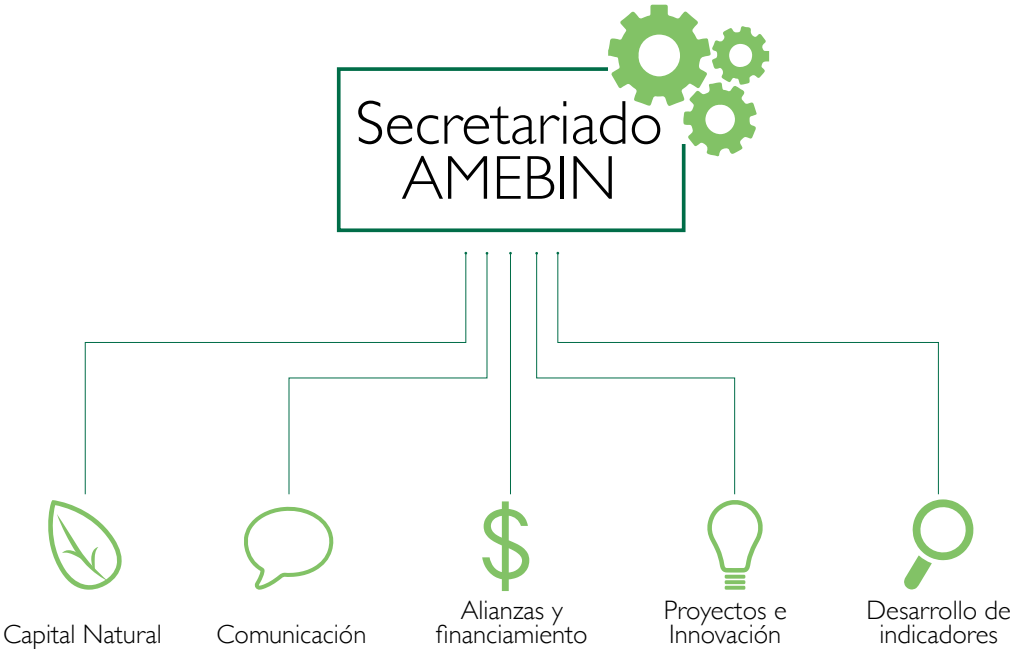 Secretariado
AMEBIN
Capital Natural
Comunicación
Alianzas y
financiamiento
Proyectos e
Innovación
Desarrollo de
indicadores